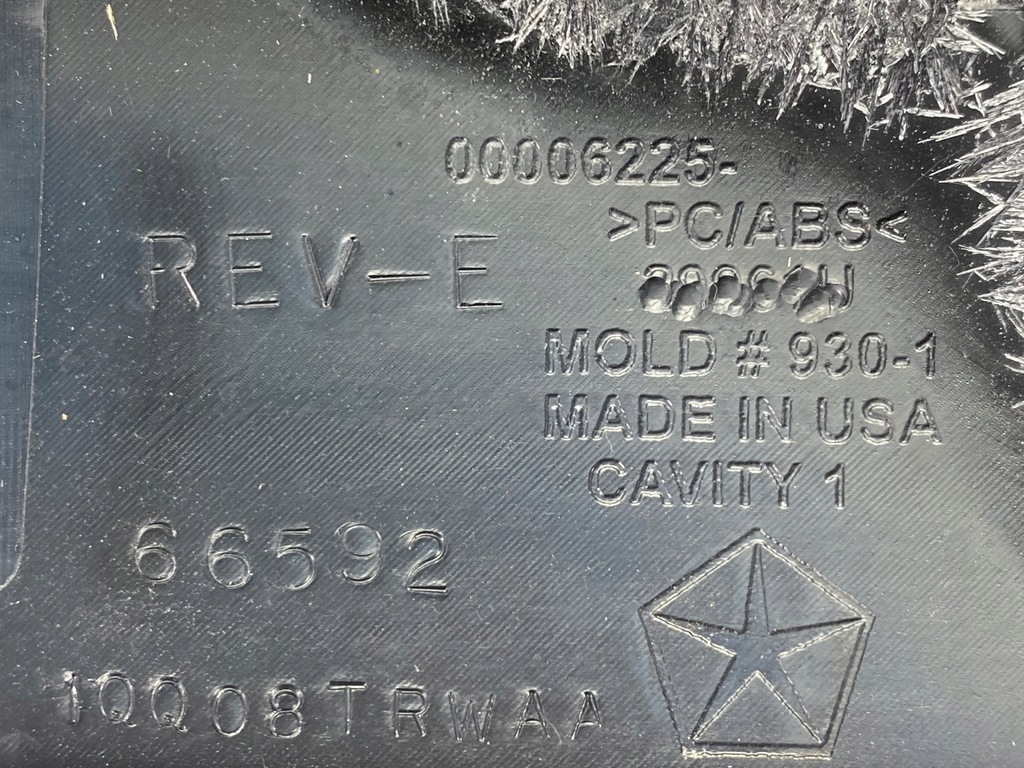 00006225-
>PC/ABS<
REV-E
MOLD # 930-1
MADE IN USA
CAVITY 1
66592
1QQ08TRWAA